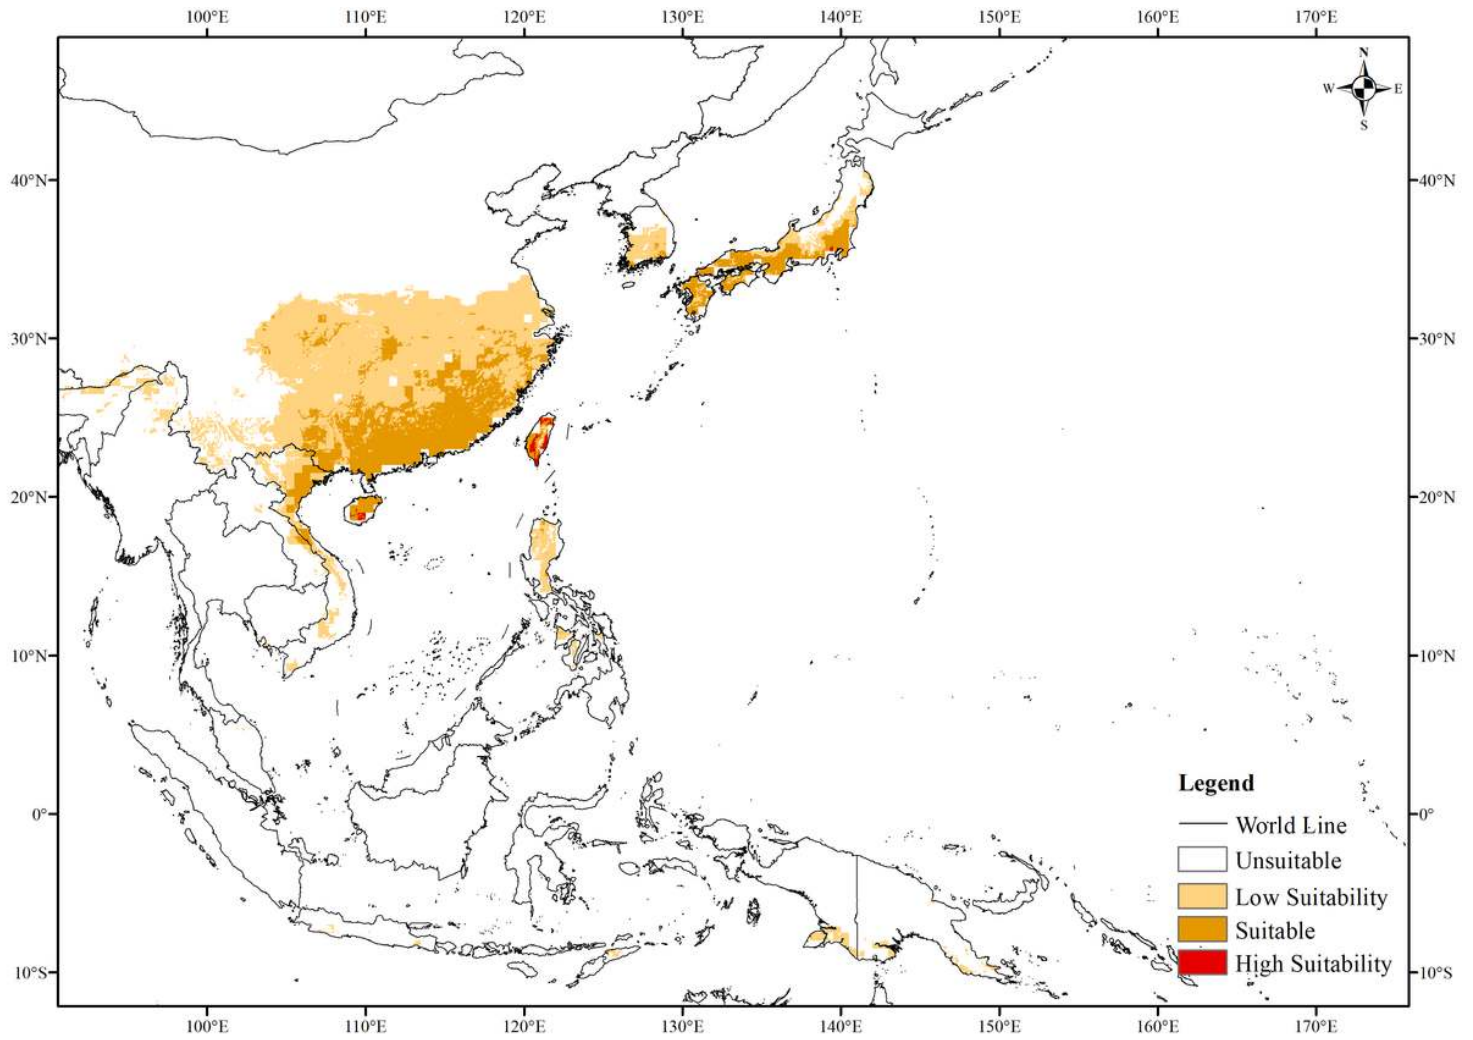 100°E 110°E 120°E 130°E 140°E 150°E 160°E 170°E
N
W E
S
40°N 40°N
30°N 30°N
20°N 20°N
10°N 10°N
Legend
0° 0°
World Line
Unsuitable
Low Suitability
Suitable
High Suitability
10°S 10°S
100°E 110°E 120°E 130°E 140°E 150°E 160°E 170°E